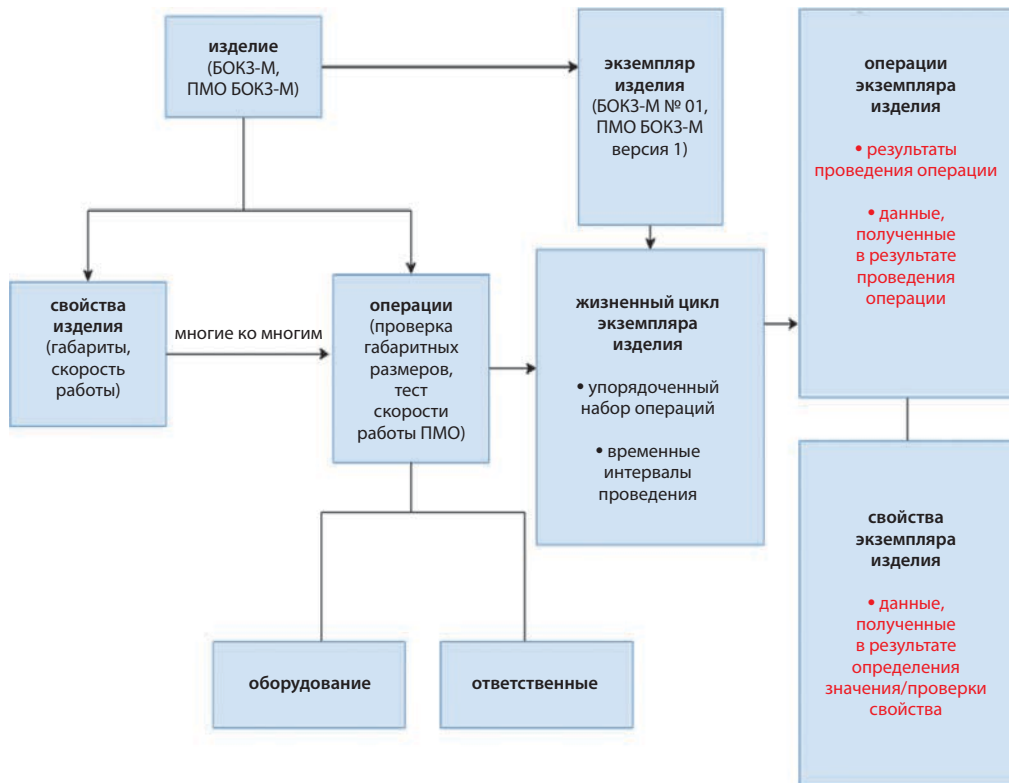 изделие
(БОКЗ-М,
ПМО БОКЗ-М)
экземпляр
изделия
(БОКЗ-М № 01,
ПМО БОКЗ-М
версия 1)
операции
экземпляра
изделия
• результаты
проведения операции
• данные,
полученные
в результате
проведения
операции
свойства
изделия
(габариты,
скорость
работы)
многие ко многим
операции
(проверка
габаритных
размеров,
тест
скорости
работы ПМО)
жизненный цикл
экземпляра
изделия
• упорядоченный
набор операций
• временные
интервалы
проведения
свойства
экземпляра
изделия
• данные,
полученные
в результате
определения
значения/проверки
свойства
оборудование
ответственные